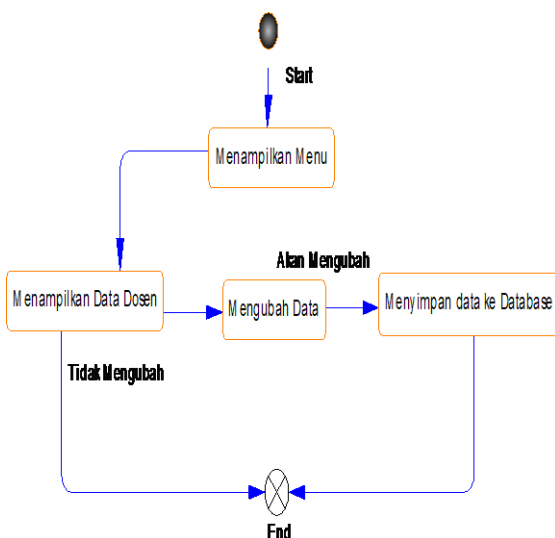 Start
Menampilkan Menu
Akan Mengubah
Menampilkan Data Dosen
Mengubah Data
Menyimpan data ke Database
Tidak Mengubah
End